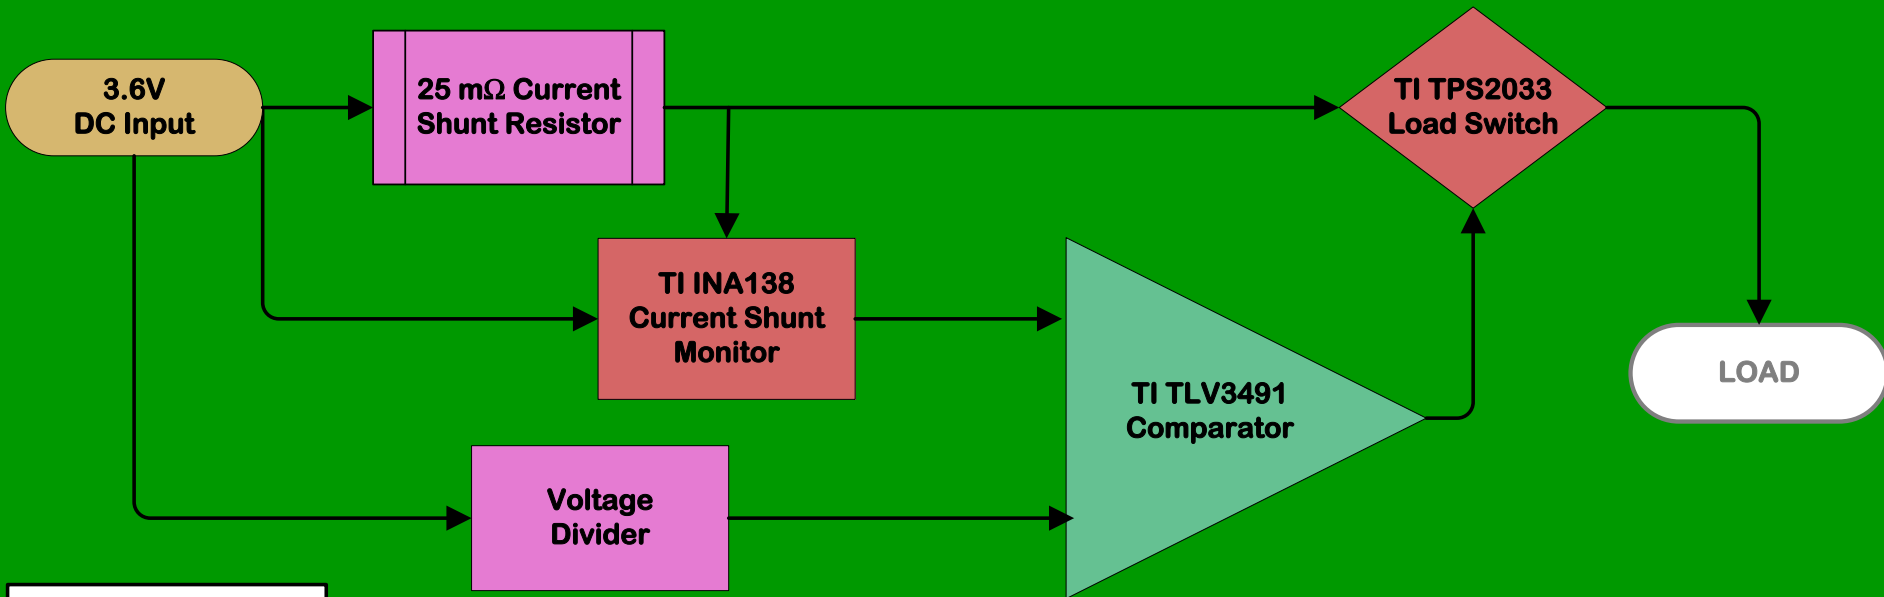 3.6V
DC Input
25 mΩ Current
Shunt Resistor
TI TPS2033
Load Switch
TI INA138
Current Shunt
Monitor
LOAD
TI TLV3491
Comparator
Voltage
Divider